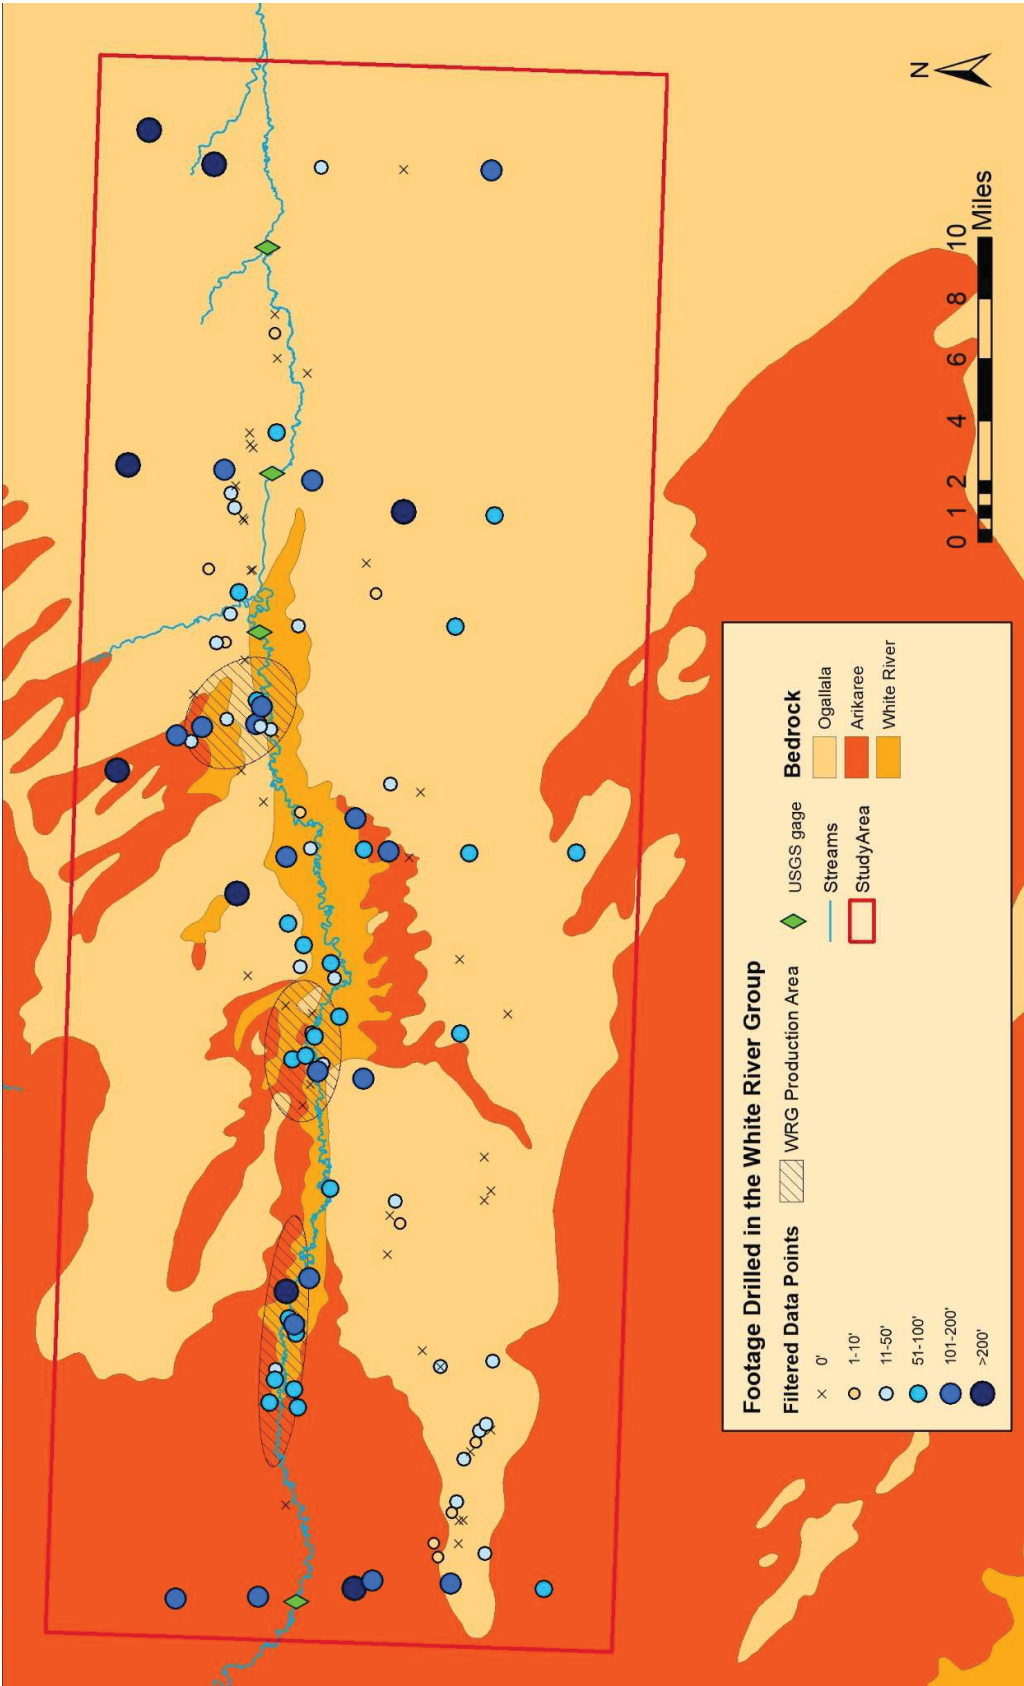 N
0 1 2 4 6 8 10
Miles
Footage Drilled in the White River Group
Filtered Data Points
0'
1-10'
11-50'
51-100'
101-200'
>200'
WRG Production Area
USGS gage
Streams
StudyArea
Bedrock
Ogallala
Arikaree
White River